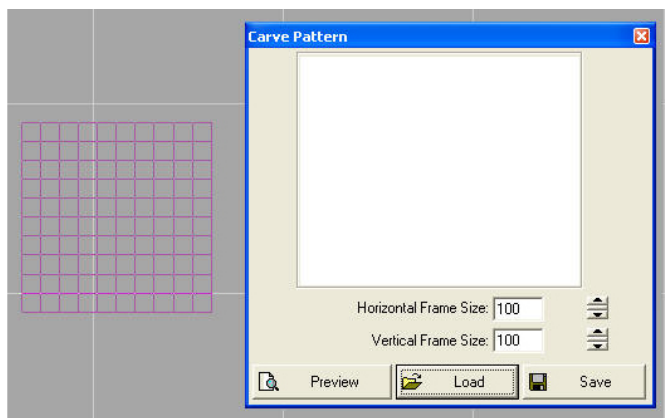 Carve Pattern
Horizontal Frame Size: 100
Vertical Frame Size: 100
Preview Load Save